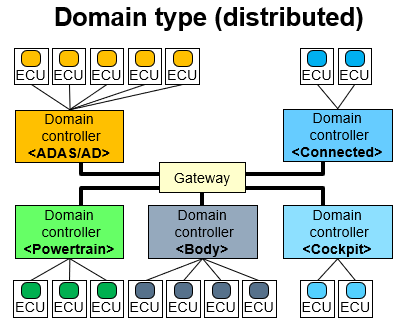 Domain type (distributed)
ECU ECU ECU ECU ECU ECU ECU
Domain
controller
<ADAS/AD>
Domain
controller
<Connected>
Gateway
Domain
controller
<Powertrain>
Domain
controller
<Body>
Domain
controller
<Cockpit>
ECU ECU ECU ECU ECU ECU ECU ECU ECU